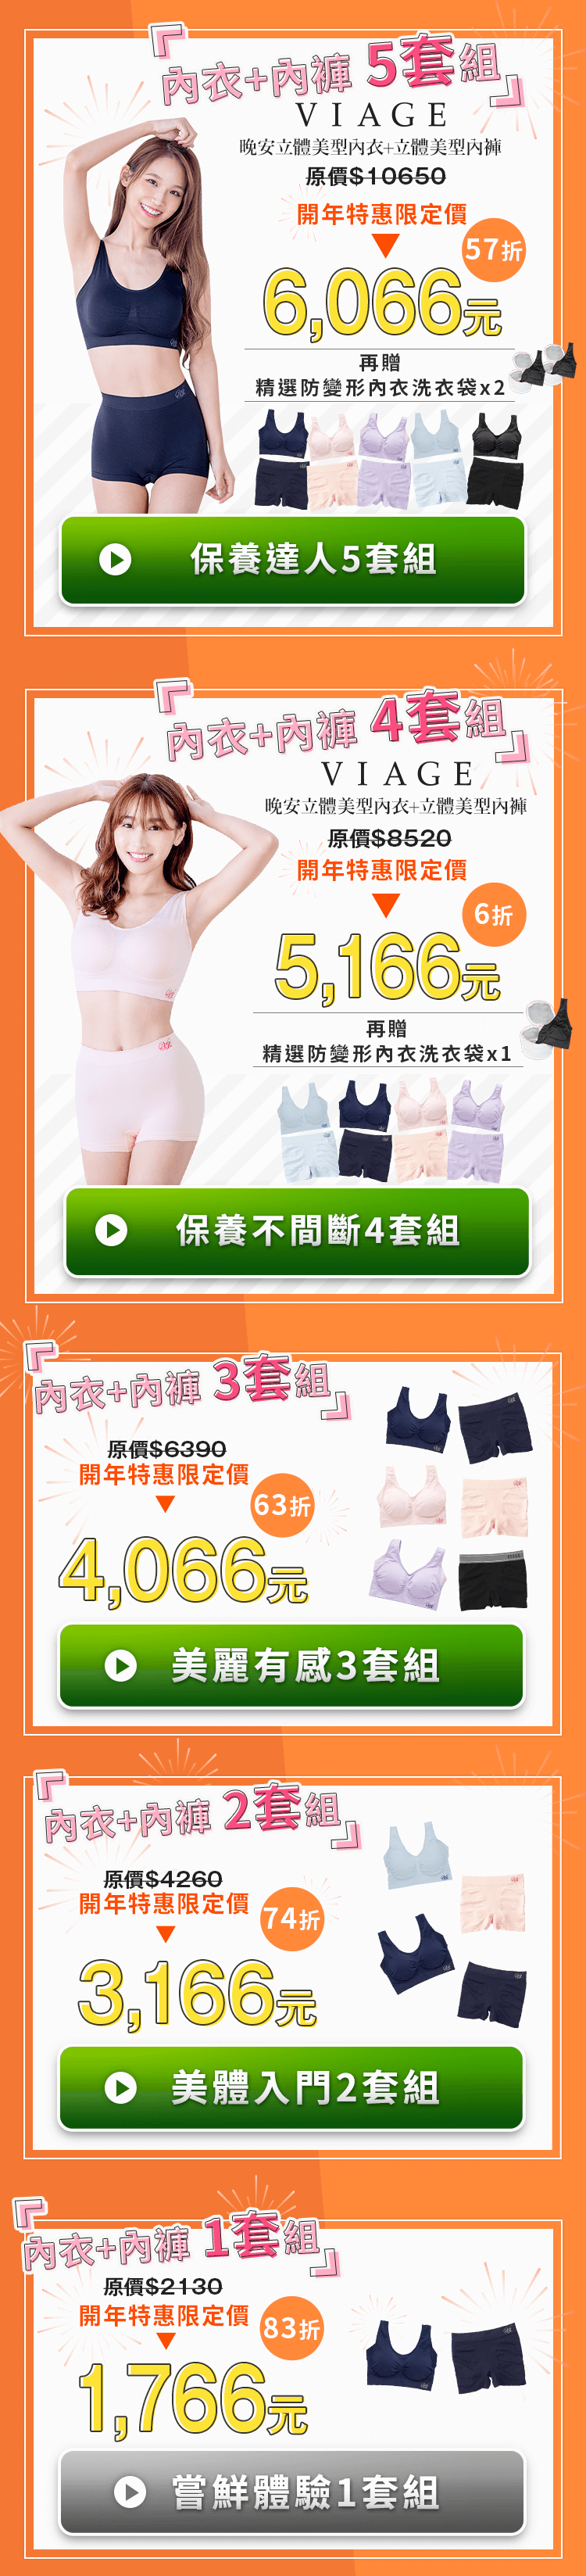 「內衣+內褲 5套組」
VIAGE
晚安立體美型內衣+立體美型內褲
原價$10650
開年特惠限定價
57折
6,066元
再贈
精選防變形內衣洗衣袋x2
保養達人5套組
「內衣+內褲 4套組」
VIAGE
晚安立體美型內衣+立體美型內褲
原價$8520
開年特惠限定價
6折
5,166元
再贈
精選防變形內衣洗衣袋x1
保養不間斷4套組
「內衣+內褲 3套組」
原價$6390
開年特惠限定價
63折
4,066元
美麗有感3套組
「內衣+內褲 2套組」
原價$4260
開年特惠限定價
74折
3,166元
美體入門2套組
「內衣+內褲 1套組」
原價$2130
開年特惠限定價
83折
1,766元
嘗鮮體驗1套組